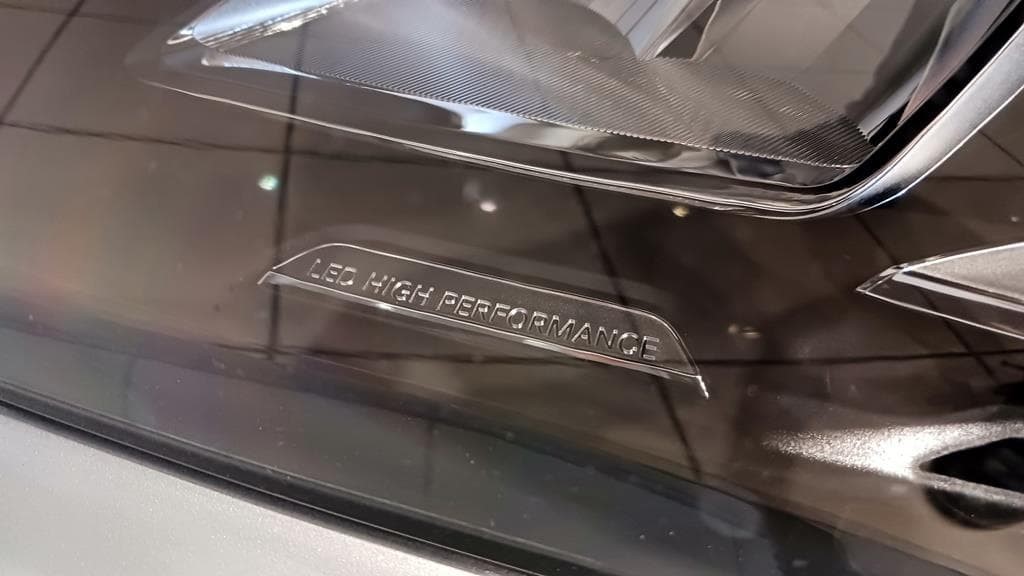 LED HIGH PERFORMANCE